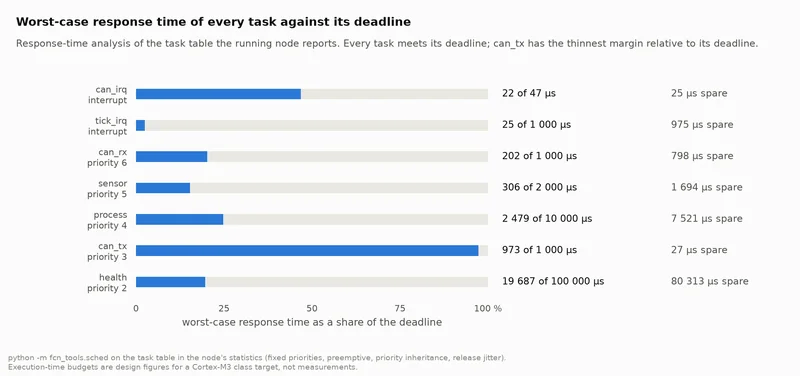 Worst-case response time of every task against its deadline
Response-time analysis of the task table the running node reports. Every task meets its deadline; can_tx has the thinnest margin relative to its deadline.
can_irq
interrupt
22 of 47 µs
25 µs spare
tick_irq
interrupt
25 of 1 000 µs
975 µs spare
can_rx
priority 6
202 of 1 000 µs
798 µs spare
sensor
priority 5
306 of 2 000 µs
1 694 µs spare
process
priority 4
2 479 of 10 000 µs
7 521 µs spare
can_tx
priority 3
973 of 1 000 µs
27 µs spare
health
priority 2
19 687 of 100 000 µs
80 313 µs spare
0 25 50 75 100 %
worst-case response time as a share of the deadline
python -m fcn_tools.sched on the task table in the node's statistics (fixed priorities, preemptive, priority inheritance, release jitter).
Execution-time budgets are design figures for a Cortex-M3 class target, not measurements.